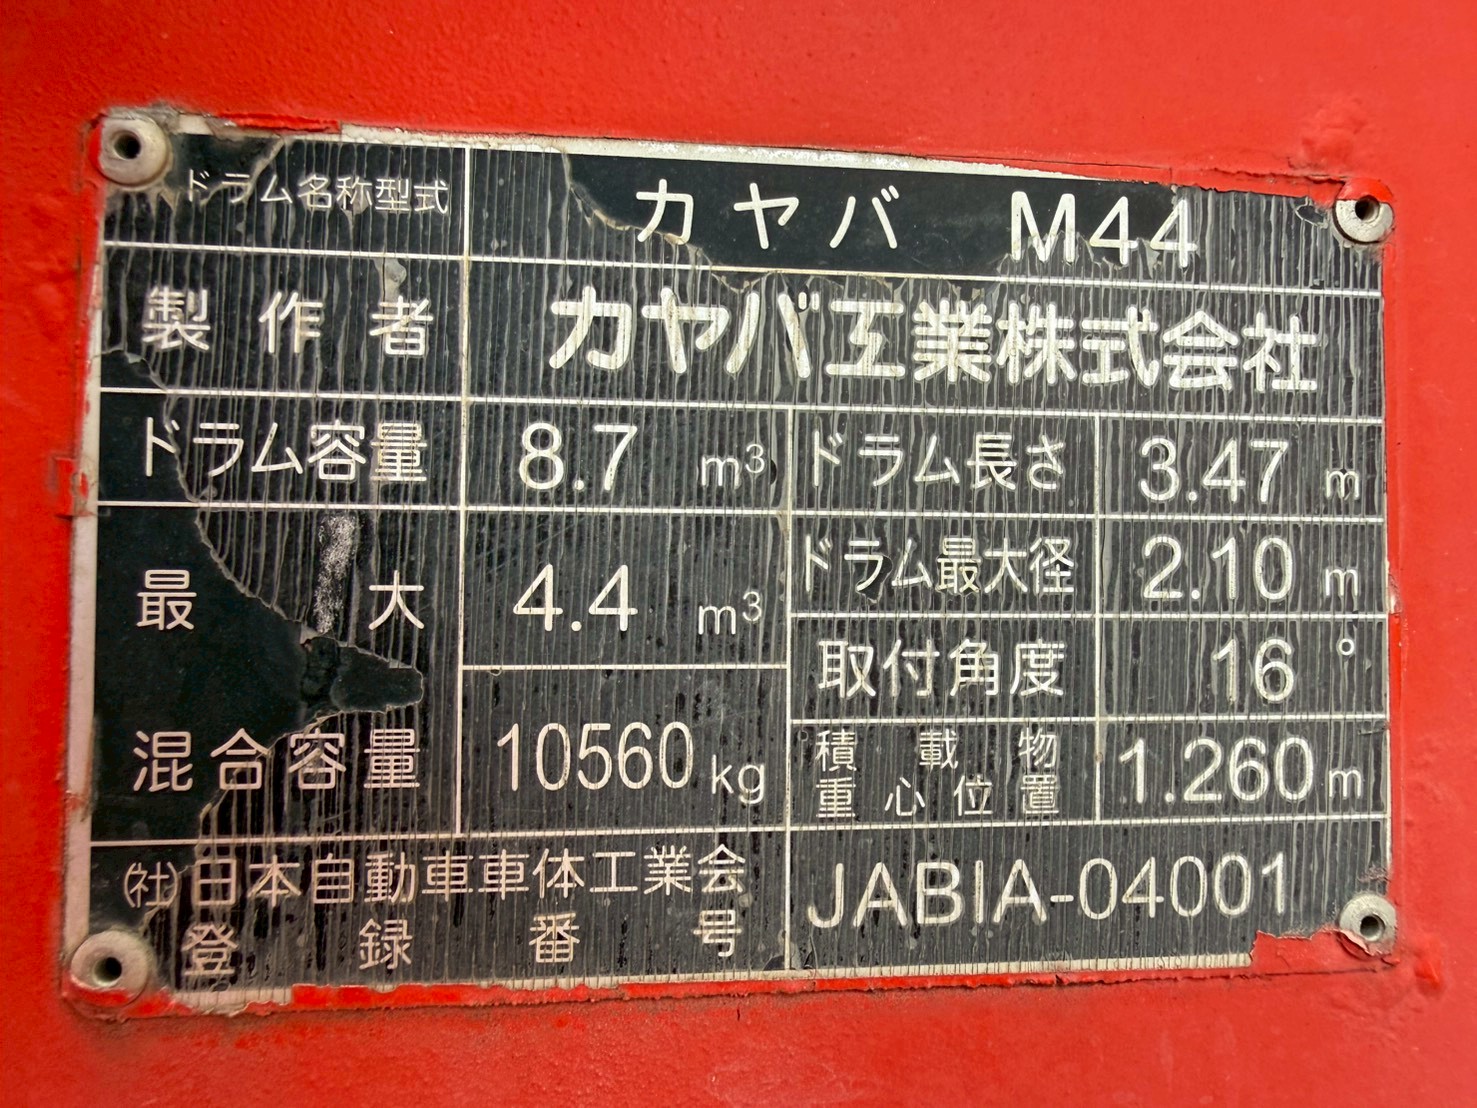 ドラム名称型式 カヤバ M44
製作者 カヤバ工業株式会社
ドラム容量 8.7 m³ ドラム長さ 3.47 m
最大 4.4 m³ ドラム最大径 2.10 m
取付角度 16°
混合容量 10560 kg 積載物 1.260 m
重心位置
(社)日本自動車車体工業会 JABIA-04001
登録番号